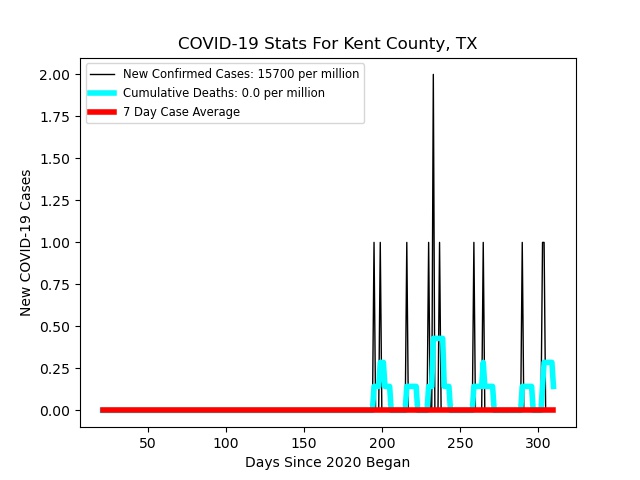 COVID-19 Stats For Kent County, TX
New Confirmed Cases: 15700 per million
Cumulative Deaths: 0.0 per million
7 Day Case Average
New COVID-19 Cases
2.00
1.75
1.50
1.25
1.00
0.75
0.50
0.25
0.00
50 100 150 200 250 300
Days Since 2020 Began